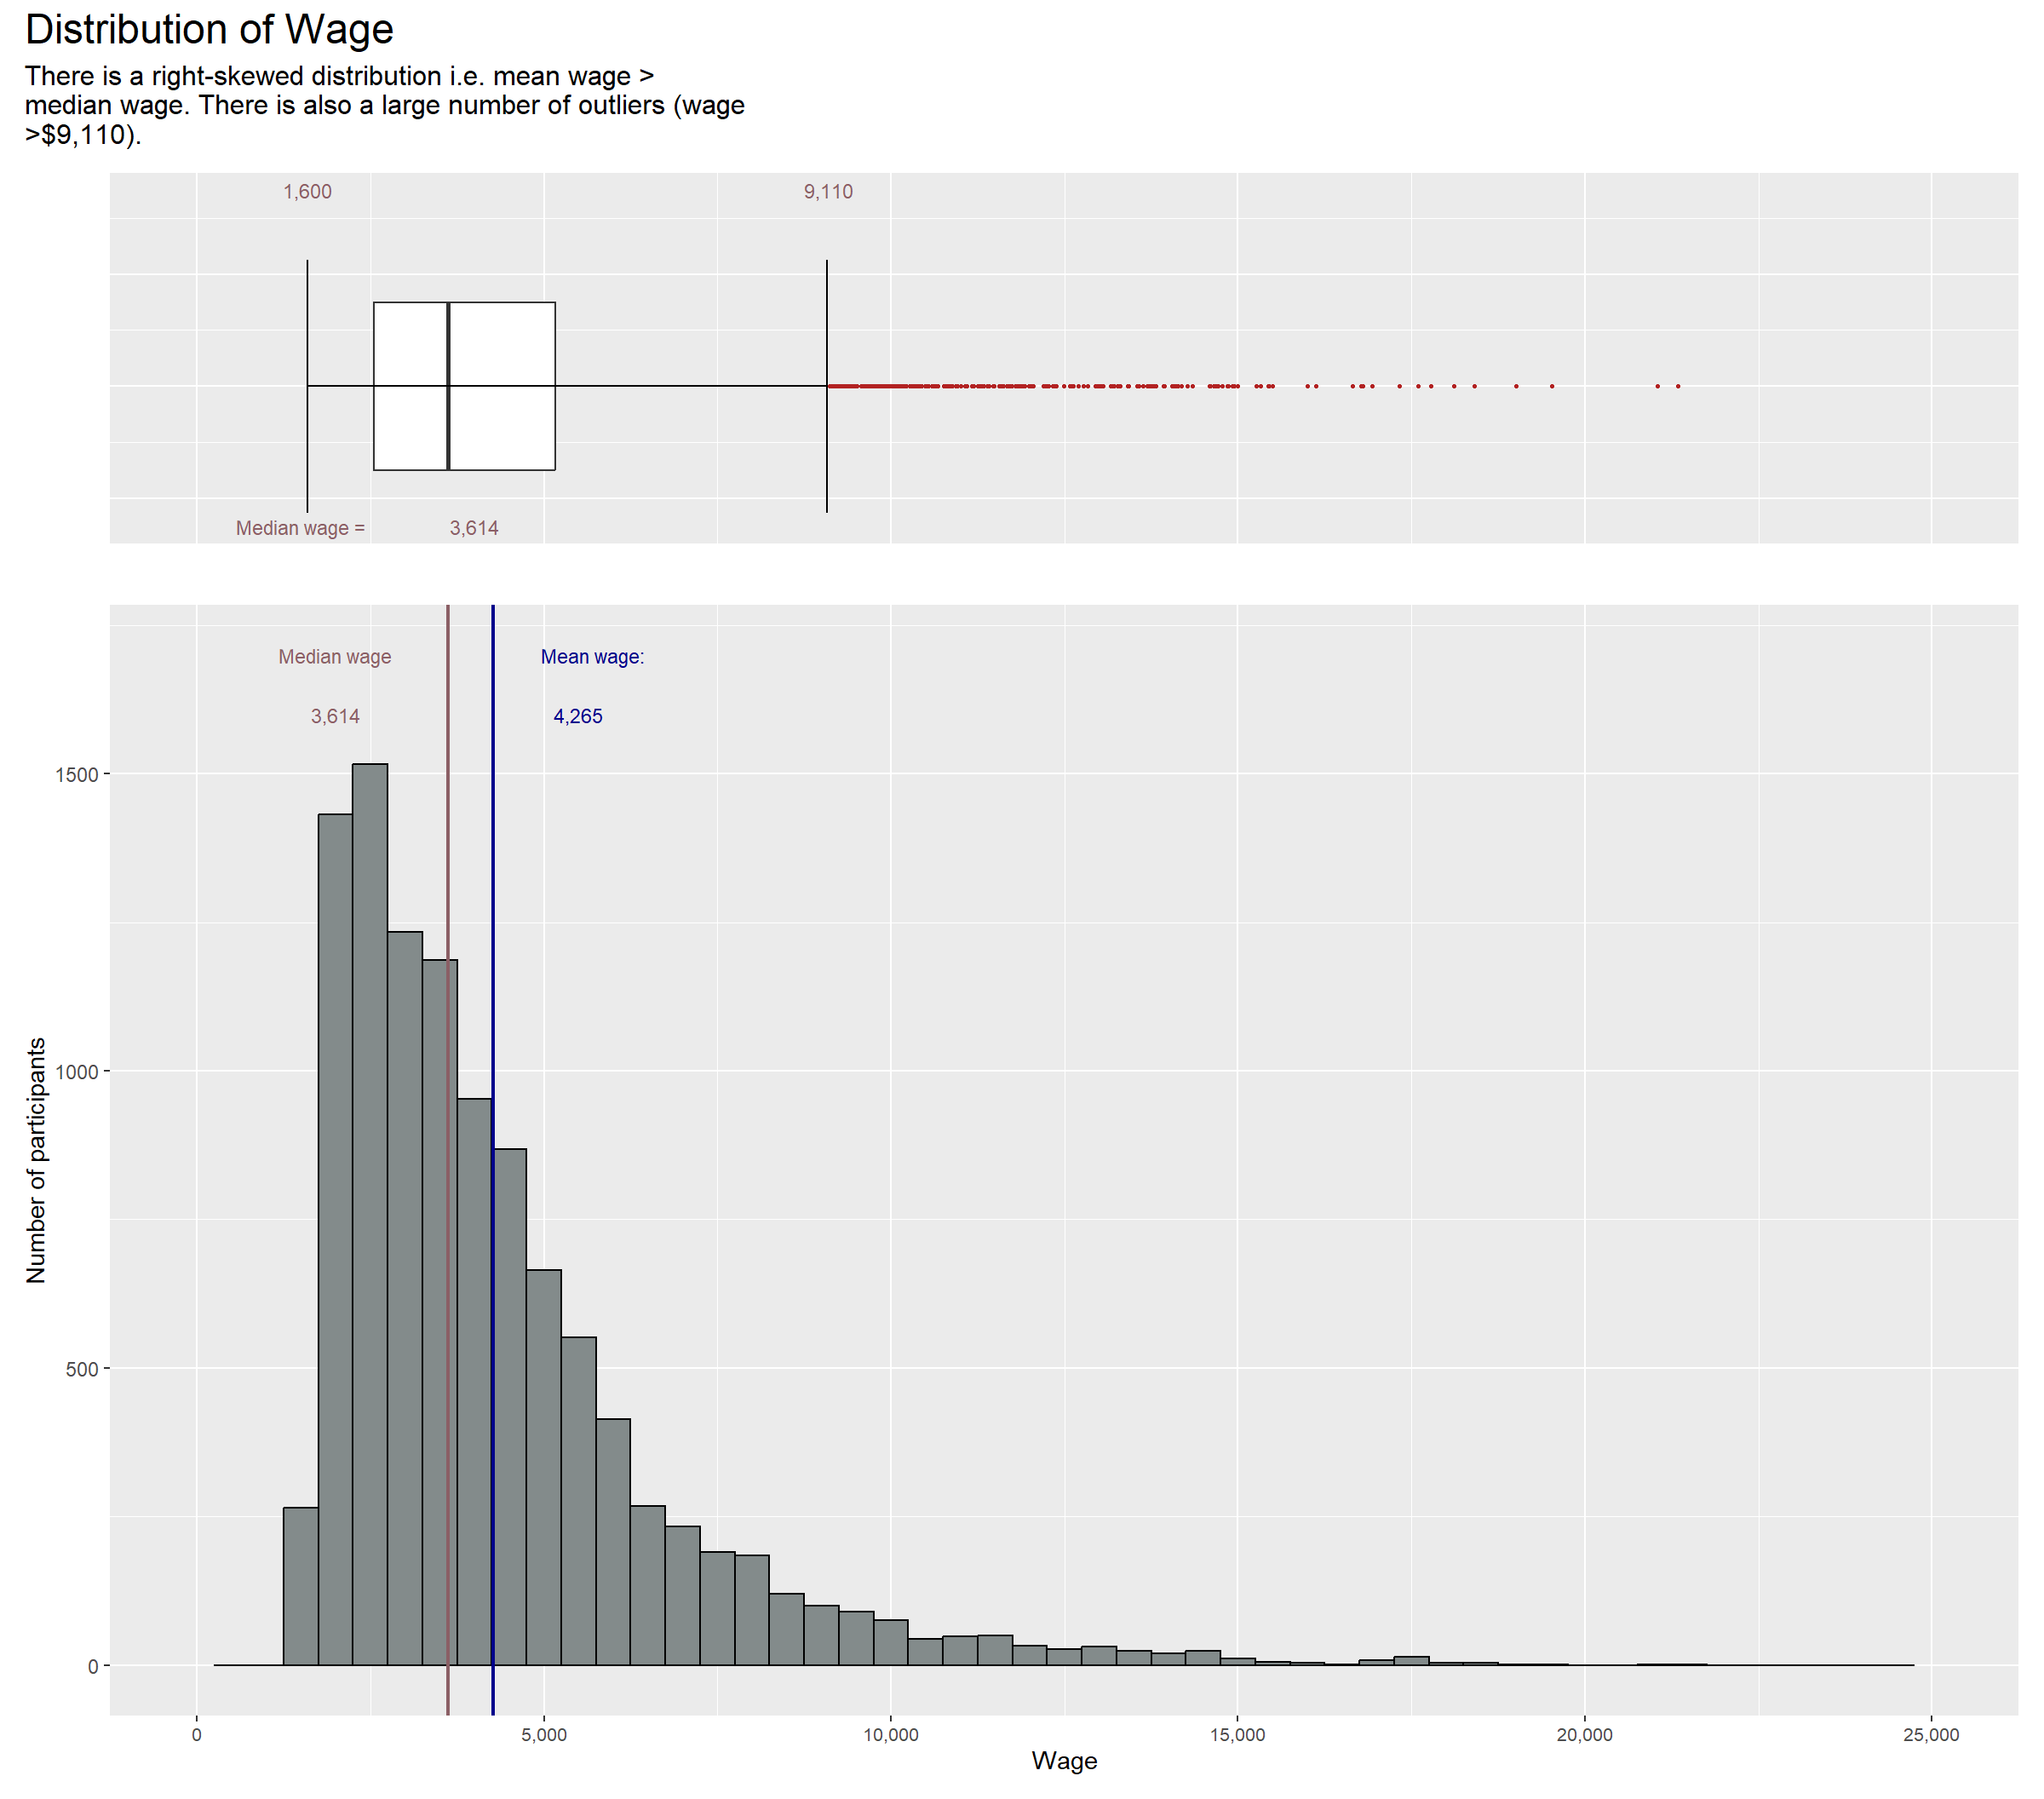 Distribution of Wage
There is a right-skewed distribution i.e. mean wage >
median wage. There is also a large number of outliers (wage
>$9,110).
1,600
9,110
Median wage =
3,614
Median wage
Mean wage:
3,614
4,265
1500
1000
500
0
Number of participants
0
5,000
10,000
15,000
20,000
25,000
Wage